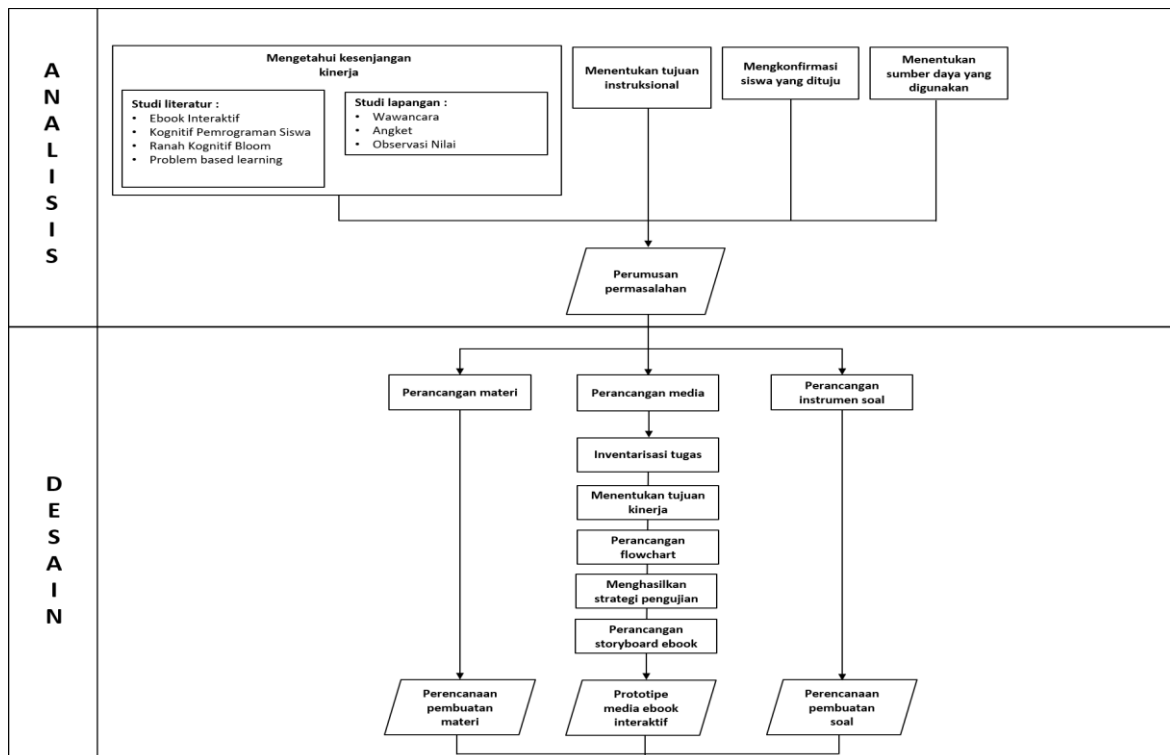 ANALISIS
Mengetahui kesenjangan
kinerja
Studi literatur :
• Ebook Interaktif
• Kognitif Pemrograman Siswa
• Ranah Kognitif Bloom
• Problem based learning
Studi lapangan :
• Wawancara
• Angket
• Observasi Nilai
Menentukan tujuan
instruksional
Mengkonfirmasi
siswa yang dituju
Menentukan
sumber daya yang
digunakan
Perumusan
permasalahan
DESAIN
Perancangan materi
Perancangan media
Perancangan
instrumen soal
Inventarisasi tugas
Menentukan tujuan
kinerja
Perancangan
flowchart
Menghasilkan
strategi pengujian
Perancangan
storyboard ebook
Perencanaan
pembuatan
materi
Prototipe
media ebook
interaktif
Perencanaan
pembuatan
soal